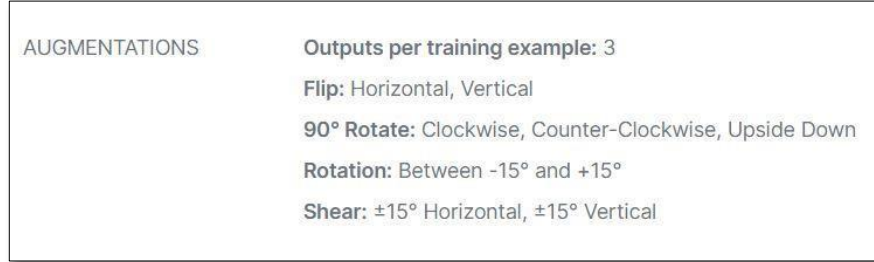 AUGMENTATIONS Outputs per training example: 3
Flip: Horizontal, Vertical
90° Rotate: Clockwise, Counter-Clockwise, Upside Down
Rotation: Between -15° and +15°
Shear: ±15° Horizontal, ±15° Vertical